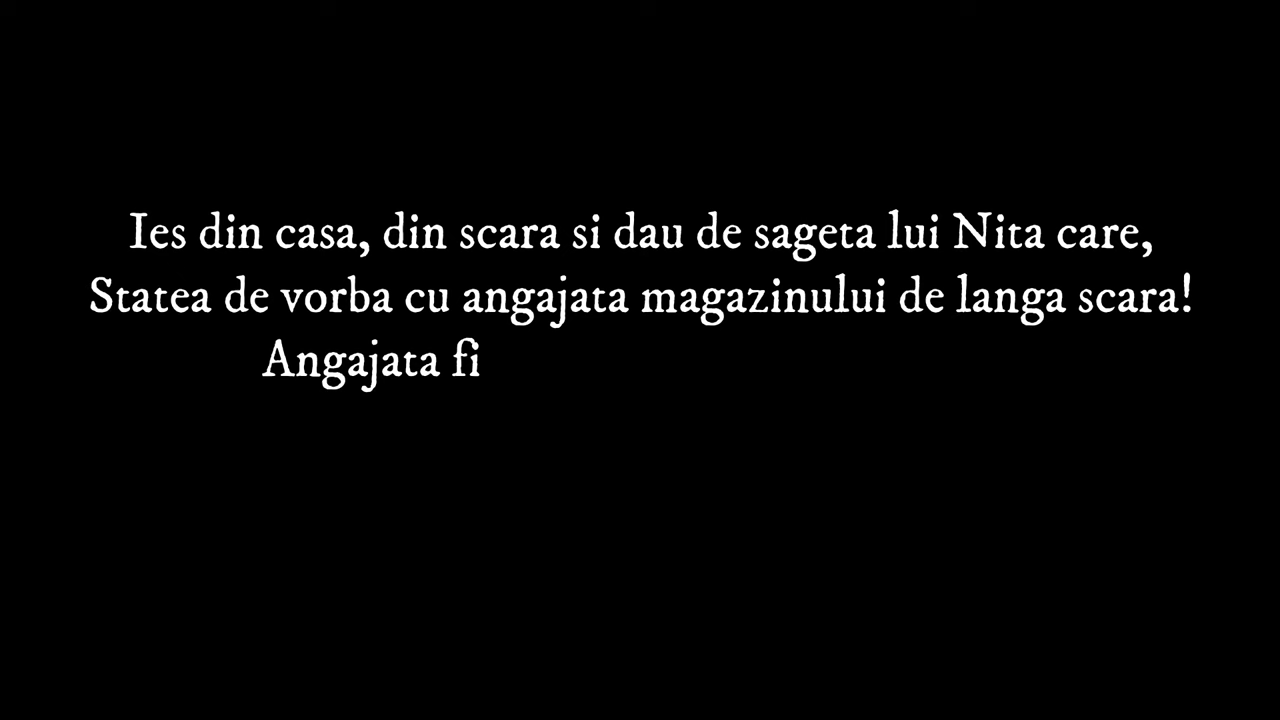 Ies din casa, din scara si dau de sageta lui Nita care,
Statea de vorba cu angajata magazinului de langa scara!
Angajata fi